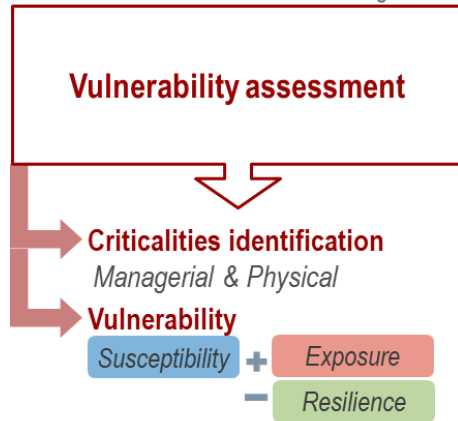 Vulnerability assessment
Criticalities identification
Managerial & Physical
Vulnerability
Susceptibility + Exposure
− Resilience